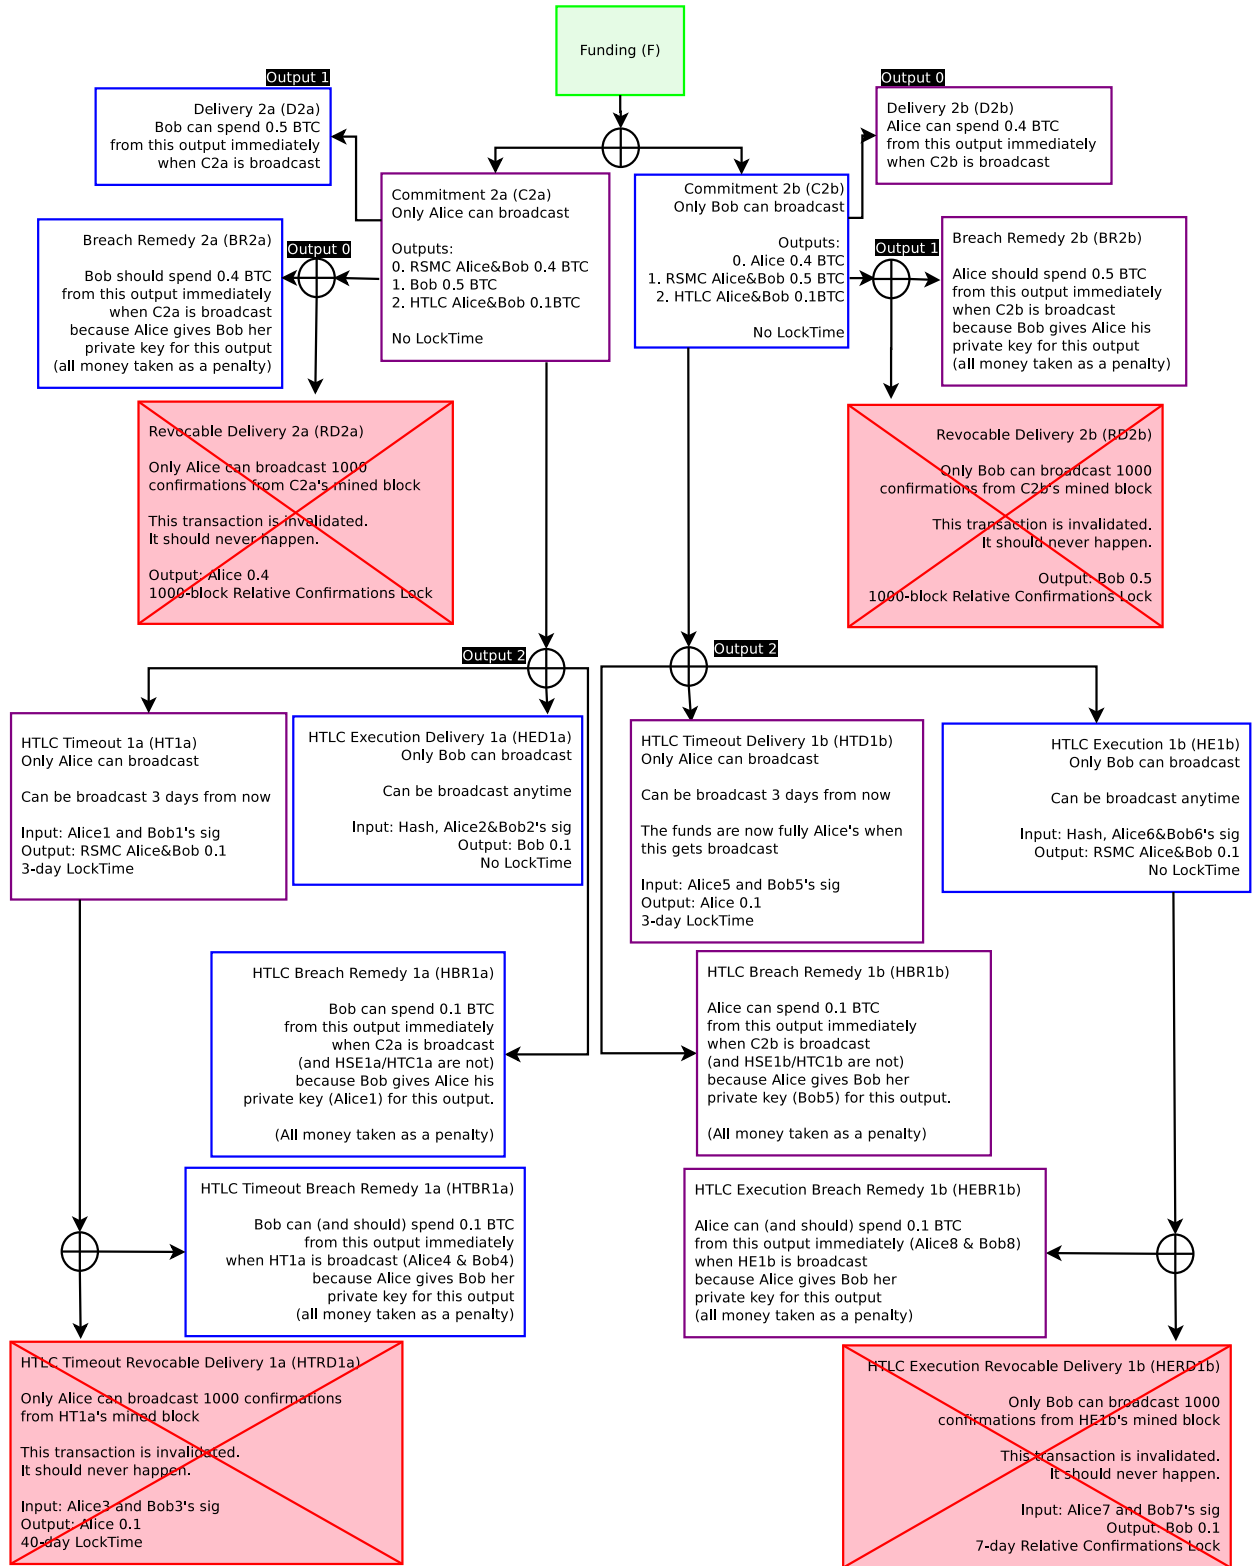 Funding (F)
Output 1
Delivery 2a (D2a)
Bob can spend 0.5 BTC
from this output immediately
when C2a is broadcast
Output 0
Delivery 2b (D2b)
Alice can spend 0.4 BTC
from this output immediately
when C2b is broadcast
Commitment 2a (C2a)
Only Alice can broadcast
Outputs:
0. RSMC Alice&Bob 0.4 BTC
1. Bob 0.5 BTC
2. HTLC Alice&Bob 0.1BTC
No LockTime
Commitment 2b (C2b)
Only Bob can broadcast
Outputs:
0. Alice 0.4 BTC
1. RSMC Alice&Bob 0.5 BTC
2. HTLC Alice&Bob 0.1BTC
No LockTime
Breach Remedy 2a (BR2a)
Bob should spend 0.4 BTC
from this output immediately
when C2a is broadcast
because Alice gives Bob her
private key for this output
(all money taken as a penalty)
Output 0
Output 1
Breach Remedy 2b (BR2b)
Alice should spend 0.5 BTC
from this output immediately
when C2b is broadcast
because Bob gives Alice his
private key for this output
(all money taken as a penalty)
Revocable Delivery 2a (RD2a)
Only Alice can broadcast 1000
confirmations from C2a's mined block
This transaction is invalidated.
It should never happen.
Output: Alice 0.4
1000-block Relative Confirmations Lock
Revocable Delivery 2b (RD2b)
Only Bob can broadcast 1000
confirmations from C2b's mined block
This transaction is invalidated.
It should never happen.
Output: Bob 0.5
1000-block Relative Confirmations Lock
Output 2
Output 2
HTLC Timeout 1a (HT1a)
Only Alice can broadcast
Can be broadcast 3 days from now
Input: Alice1 and Bob1's sig
Output: RSMC Alice&Bob 0.1
3-day LockTime
HTLC Execution Delivery 1a (HED1a)
Only Bob can broadcast
Can be broadcast anytime
Input: Hash, Alice2&Bob2's sig
Output: Bob 0.1
No LockTime
HTLC Timeout Delivery 1b (HTD1b)
Only Alice can broadcast
Can be broadcast 3 days from now
The funds are now fully Alice's when
this gets broadcast
Input: Alice5 and Bob5's sig
Output: Alice 0.1
3-day LockTime
HTLC Execution 1b (HE1b)
Only Bob can broadcast
Can be broadcast anytime
Input: Hash, Alice6&Bob6's sig
Output: RSMC Alice&Bob 0.1
No LockTime
HTLC Breach Remedy 1a (HBR1a)
Bob can spend 0.1 BTC
from this output immediately
when C2a is broadcast
(and HSE1a/HTC1a are not)
because Bob gives Alice his
private key (Alice1) for this output.
(All money taken as a penalty)
HTLC Breach Remedy 1b (HBR1b)
Alice can spend 0.1 BTC
from this output immediately
when C2b is broadcast
(and HSE1b/HTC1b are not)
because Alice gives Bob her
private key (Bob5) for this output.
(All money taken as a penalty)
HTLC Timeout Breach Remedy 1a (HTBR1a)
Bob can (and should) spend 0.1 BTC
from this output immediately
when HT1a is broadcast (Alice4 & Bob4)
because Alice gives Bob her
private key for this output
(all money taken as a penalty)
HTLC Execution Breach Remedy 1b (HEBR1b)
Alice can (and should) spend 0.1 BTC
from this output immediately (Alice8 & Bob8)
when HE1b is broadcast
because Alice gives Bob her
private key for this output
(all money taken as a penalty)
HTLC Timeout Revocable Delivery 1a (HTRD1a)
Only Alice can broadcast 1000 confirmations
from HT1a's mined block
This transaction is invalidated.
It should never happen.
Input: Alice3 and Bob3's sig
Output: Alice 0.1
40-day LockTime
HTLC Execution Revocable Delivery 1b (HERD1b)
Only Bob can broadcast 1000
confirmations from HE1b's mined block
This transaction is invalidated.
It should never happen.
Input: Alice7 and Bob7's sig
Output: Bob 0.1
7-day Relative Confirmations Lock